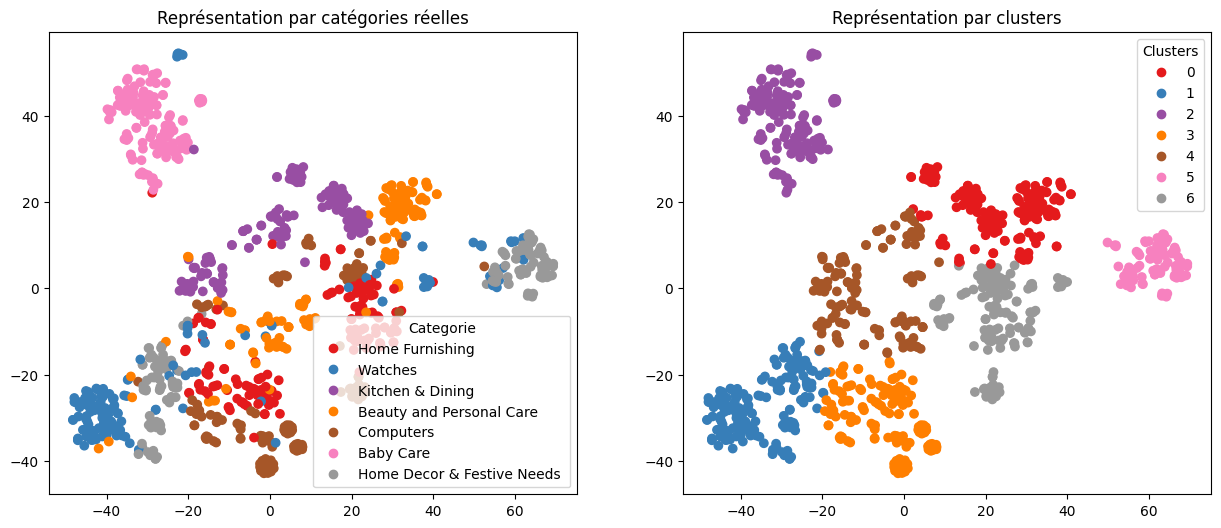 Représentation par catégories réelles
40
20
0
−20
−40
−40
−20
0
20
40
60
Categorie
Home Furnishing
Watches
Kitchen & Dining
Beauty and Personal Care
Computers
Baby Care
Home Decor & Festive Needs
Représentation par clusters
40
20
0
−20
−40
−40
−20
0
20
40
60
Clusters
0
1
2
3
4
5
6